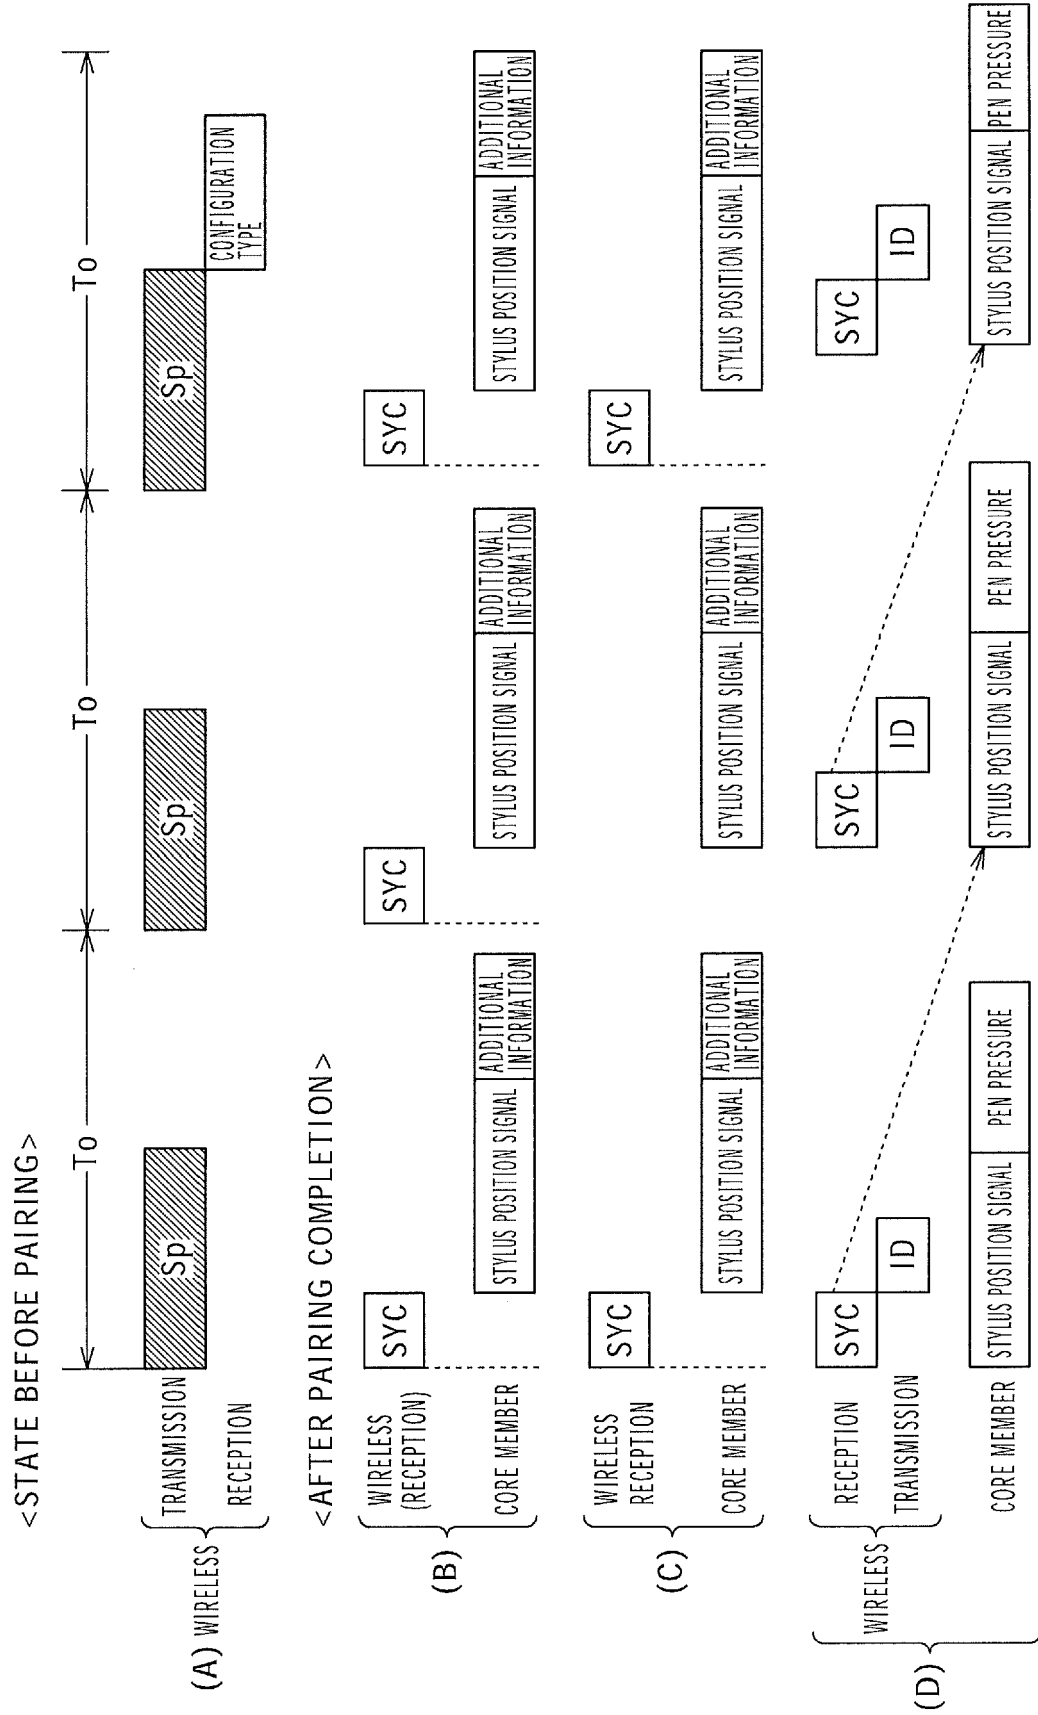 <STATE BEFORE PAIRING>
To
To
To
(A) WIRELESS
TRANSMISSION
Sp
Sp
Sp
RECEPTION
CONFIGURATION
TYPE
<AFTER PAIRING COMPLETION>
(B)
WIRELESS
(RECEPTION)
SYC
SYC
SYC
CORE MEMBER
STYLUS POSITION SIGNAL
ADDITIONAL
INFORMATION
STYLUS POSITION SIGNAL
ADDITIONAL
INFORMATION
STYLUS POSITION SIGNAL
ADDITIONAL
INFORMATION
(C)
WIRELESS
RECEPTION
SYC
SYC
CORE MEMBER
STYLUS POSITION SIGNAL
ADDITIONAL
INFORMATION
STYLUS POSITION SIGNAL
ADDITIONAL
INFORMATION
STYLUS POSITION SIGNAL
ADDITIONAL
INFORMATION
(D)
WIRELESS
RECEPTION
SYC
SYC
SYC
TRANSMISSION
ID
ID
ID
CORE MEMBER
STYLUS POSITION SIGNAL
PEN PRESSURE
STYLUS POSITION SIGNAL
PEN PRESSURE
STYLUS POSITION SIGNAL
PEN PRESSURE